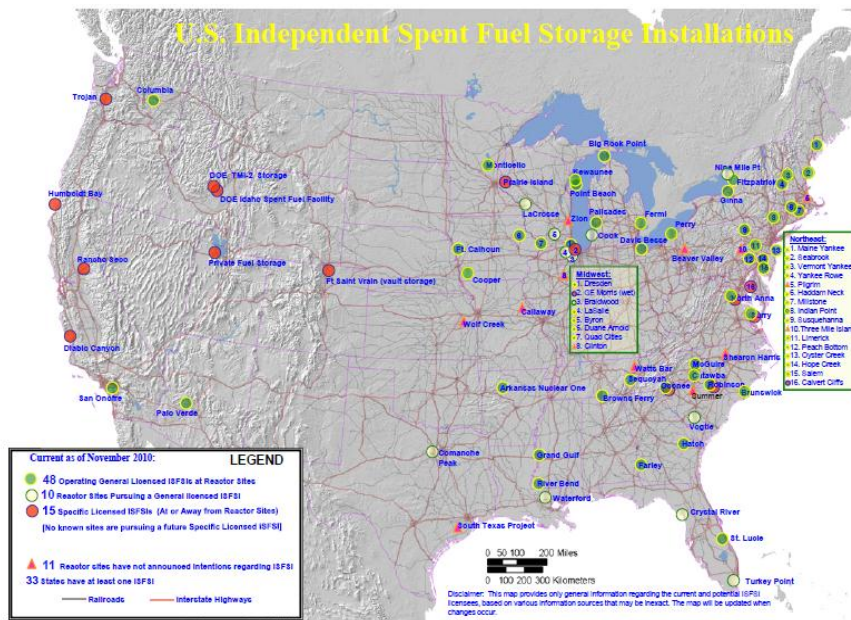 U.S. Independent Spent Fuel Storage Installations
Columbia
Trojan
Big Rock Point
Monticello
Kewaunee
Nine Mile Pt
Fitzpatrick
DOE TMI-2 Storage
Prairie Island
Point Beach
DOE Idaho Spent Fuel Facility
Ginna
Humboldt Bay
LaCrosse
Zion
Palisades
Fermi
Perry
Cook
Davis Besse
Ft. Calhoun
Beaver Valley
Private Fuel Storage
Rancho Seco
Cooper
Ft Saint Vrain (vault storage)
Midwest:
1. Dresden
2. GE Morris (wet)
3. Braidwood
4. LaSalle
5. Byron
6. Duane Arnold
7. Quad Cities
8. Clinton
Northeast:
1. Maine Yankee
2. Seabrook
3. Vermont Yankee
4. Yankee Rowe
5. Pilgrim
6. Haddam Neck
7. Millstone
8. Indian Point
9. Susquehanna
10. Three Mile Island
11. Limerick
12. Peach Bottom
13. Oyster Creek
14. Hope Creek
15. Salem
16. Calvert Cliffs
North Anna
Surry
Callaway
Wolf Creek
Diablo Canyon
Shearon Harris
Watts Bar
McGuire
Sequoyah
Catawba
Oconee
Robinson
San Onofre
Arkansas Nuclear One
Summer
Brunswick
Palo Verde
Browns Ferry
Vogtle
Hatch
Comanche
Peak
Grand Gulf
Farley
River Bend
Waterford
Crystal River
South Texas Project
St. Lucie
Turkey Point
Current as of November 2010:
LEGEND
48 Operating General Licensed ISFSIs at Reactor Sites
10 Reactor Sites Pursuing a General licensed ISFSI
15 Specific Licensed ISFSIs (At or Away from Reactor Sites)
[No known sites are pursuing a future Specific Licensed ISFSI]
11 Reactor sites have not announced intentions regarding ISFSI
33 States have at least one ISFSI
Railroads
Interstate Highways
0 50 100 200 Miles
0 100 200 300 Kilometers
Disclaimer: This map provides only general information regarding the current and potential ISFSI
licensees, based on various information sources that may be inexact. The map will be updated when
changes occur.